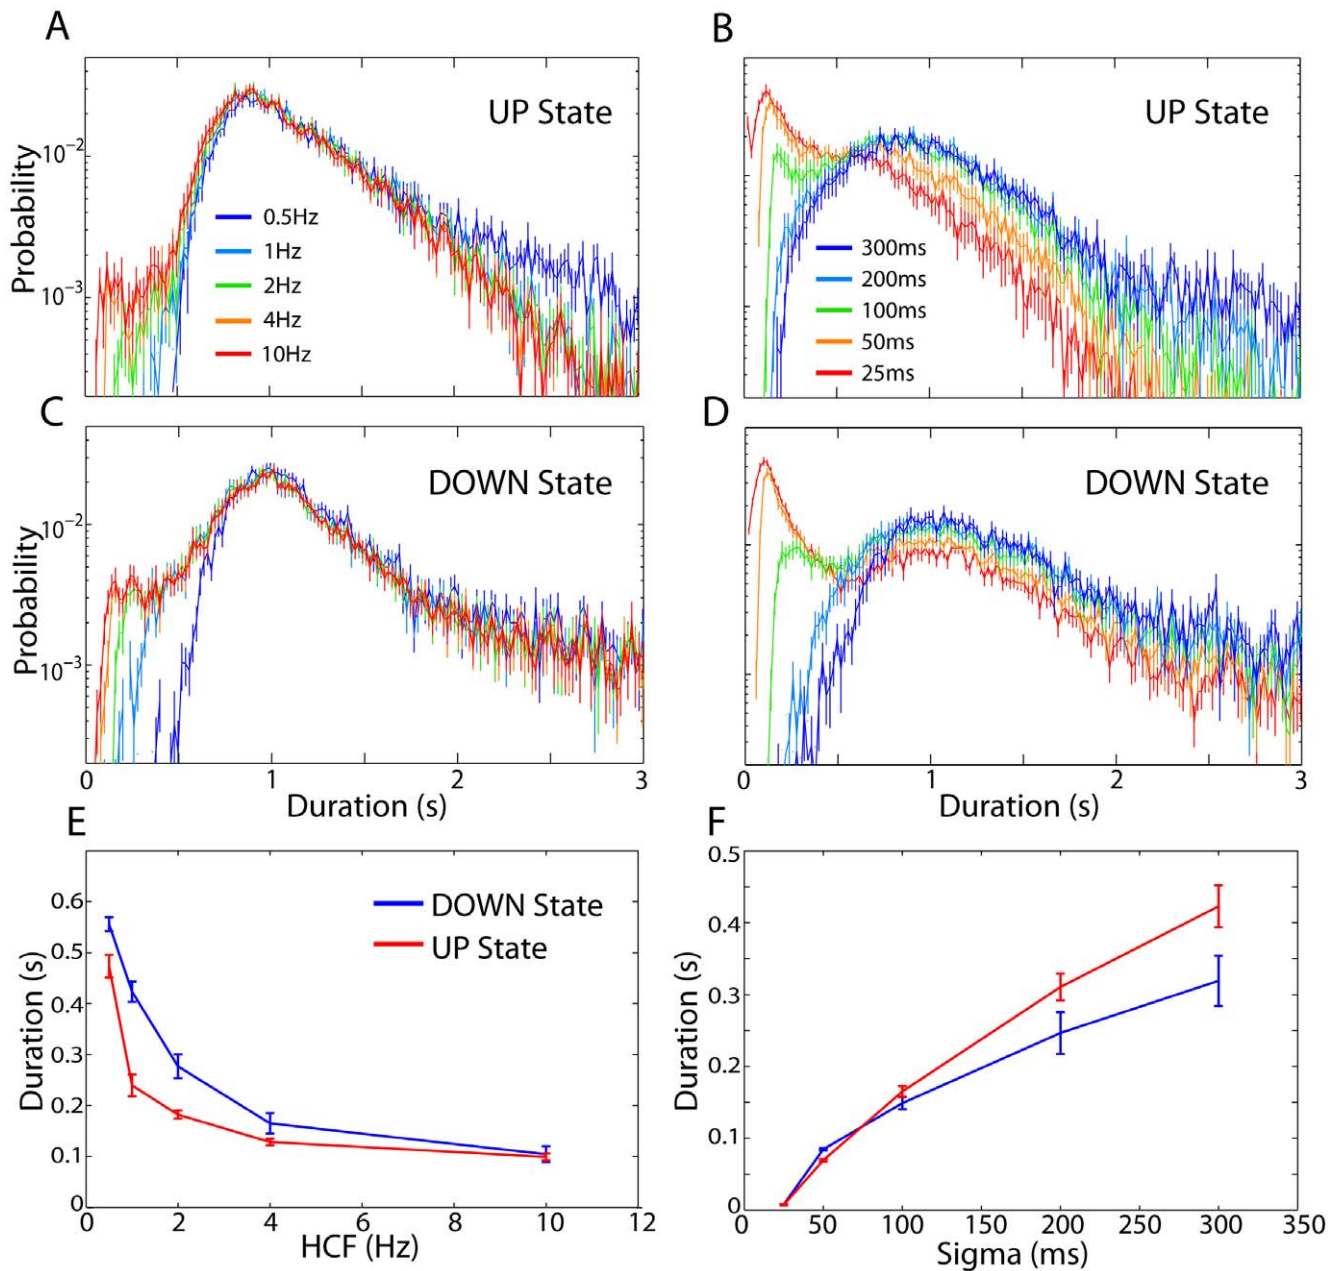 A
B
UP State
UP State
Probability
10⁻²
10⁻³
0.5Hz
1Hz
2Hz
4Hz
10Hz
300ms
200ms
100ms
50ms
25ms
C
D
DOWN State
DOWN State
Probability
10⁻²
10⁻³
0 1 2 3
0 1 2 3
Duration (s)
Duration (s)
E
F
DOWN State
UP State
Duration (s)
0.6
0.5
0.4
0.3
0.2
0.1
0
0 2 4 6 8 10 12
HCF (Hz)
Duration (s)
0.5
0.4
0.3
0.2
0.1
0
0 50 100 150 200 250 300 350
Sigma (ms)